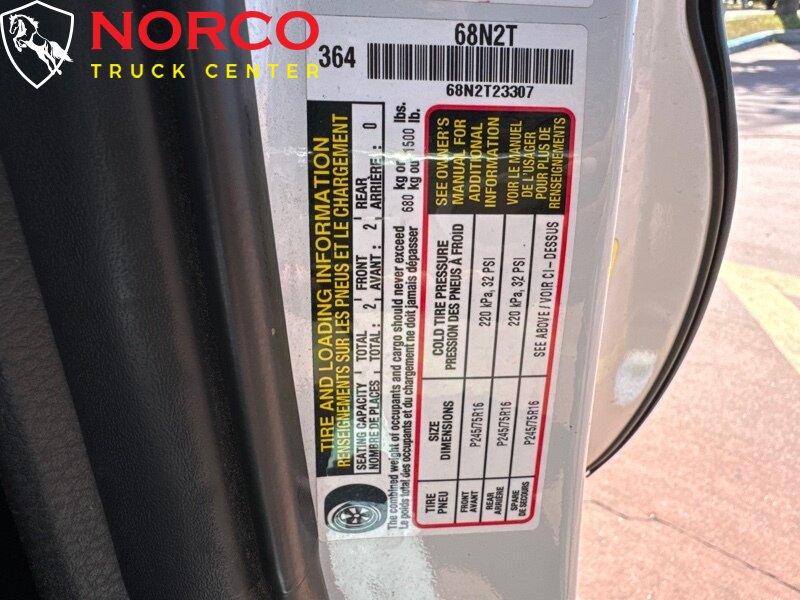 NORCO
TRUCK CENTER
364
68N2T
68N2T23307
TIRE AND LOADING INFORMATION
RENSEIGNEMENTS SUR LES PNEUS ET LE CHARGEMENT
SEATING CAPACITY TOTAL : 2 FRONT : 2 REAR : 0
NOMBRE DE PLACES TOTAL : 2 AVANT : 2 ARRIÈRE : 0
The combined weight of occupants and cargo should never exceed 680 kg or 1500 lbs.
Le poids total des occupants et du chargement ne doit jamais dépasser 680 kg ou 1500 lb.
TIRE SIZE COLD TIRE PRESSURE
PNEU DIMENSIONS PRESSION DES PNEUS À FROID
FRONT
AVANT P245/75R16 220 kPa, 32 PSI
REAR
ARRIÈRE P245/75R16 220 kPa, 32 PSI
SPARE
DE SECOURS P245/75R16 SEE ABOVE / VOIR CI-DESSUS
SEE OWNER'S
MANUAL FOR
ADDITIONAL
INFORMATION
VOIR LE MANUEL
DE L'USAGER
POUR PLUS DE
RENSEIGNEMENTS